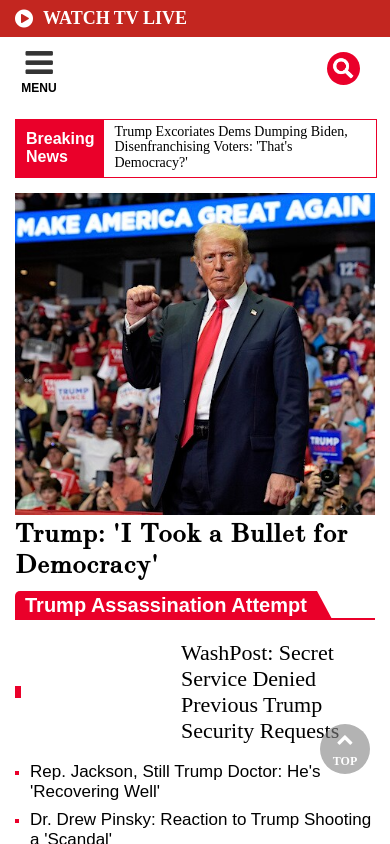 WATCH TV LIVE
MENU
Breaking
News
Trump Excoriates Dems Dumping Biden,
Disenfranchising Voters: 'That's
Democracy?'
MAKE AMERICA GREAT AGAIN
TRUMP
VANCE
TRUMP
Trump: 'I Took a Bullet for
Democracy'
Trump Assassination Attempt
WashPost: Secret
Service Denied
Previous Trump
Security Requests
TOP
Rep. Jackson, Still Trump Doctor: He's
'Recovering Well'
Dr. Drew Pinsky: Reaction to Trump Shooting
a 'Scandal'